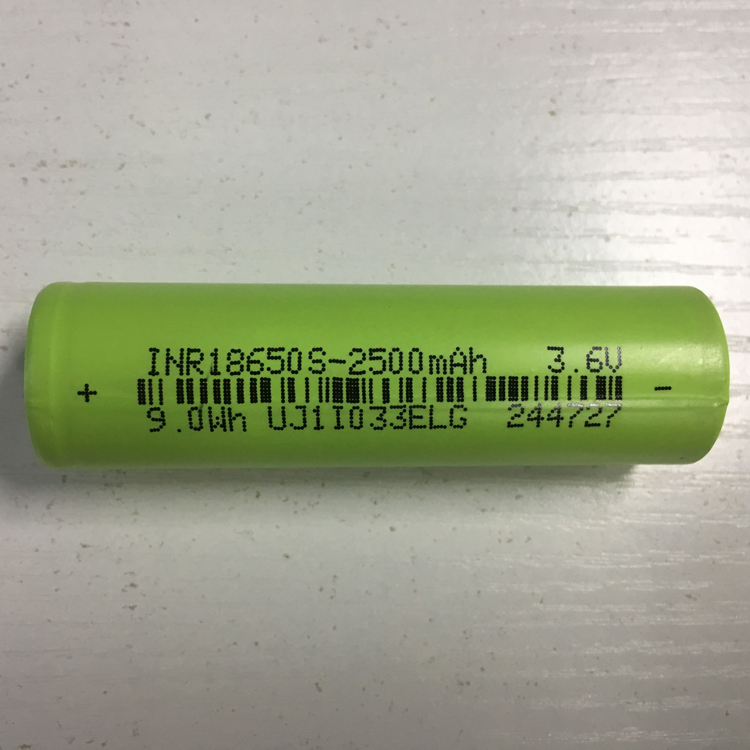 INR18650S-2500mAh 3.6V
+ -
9.0Wh UJ1I033ELG 244727